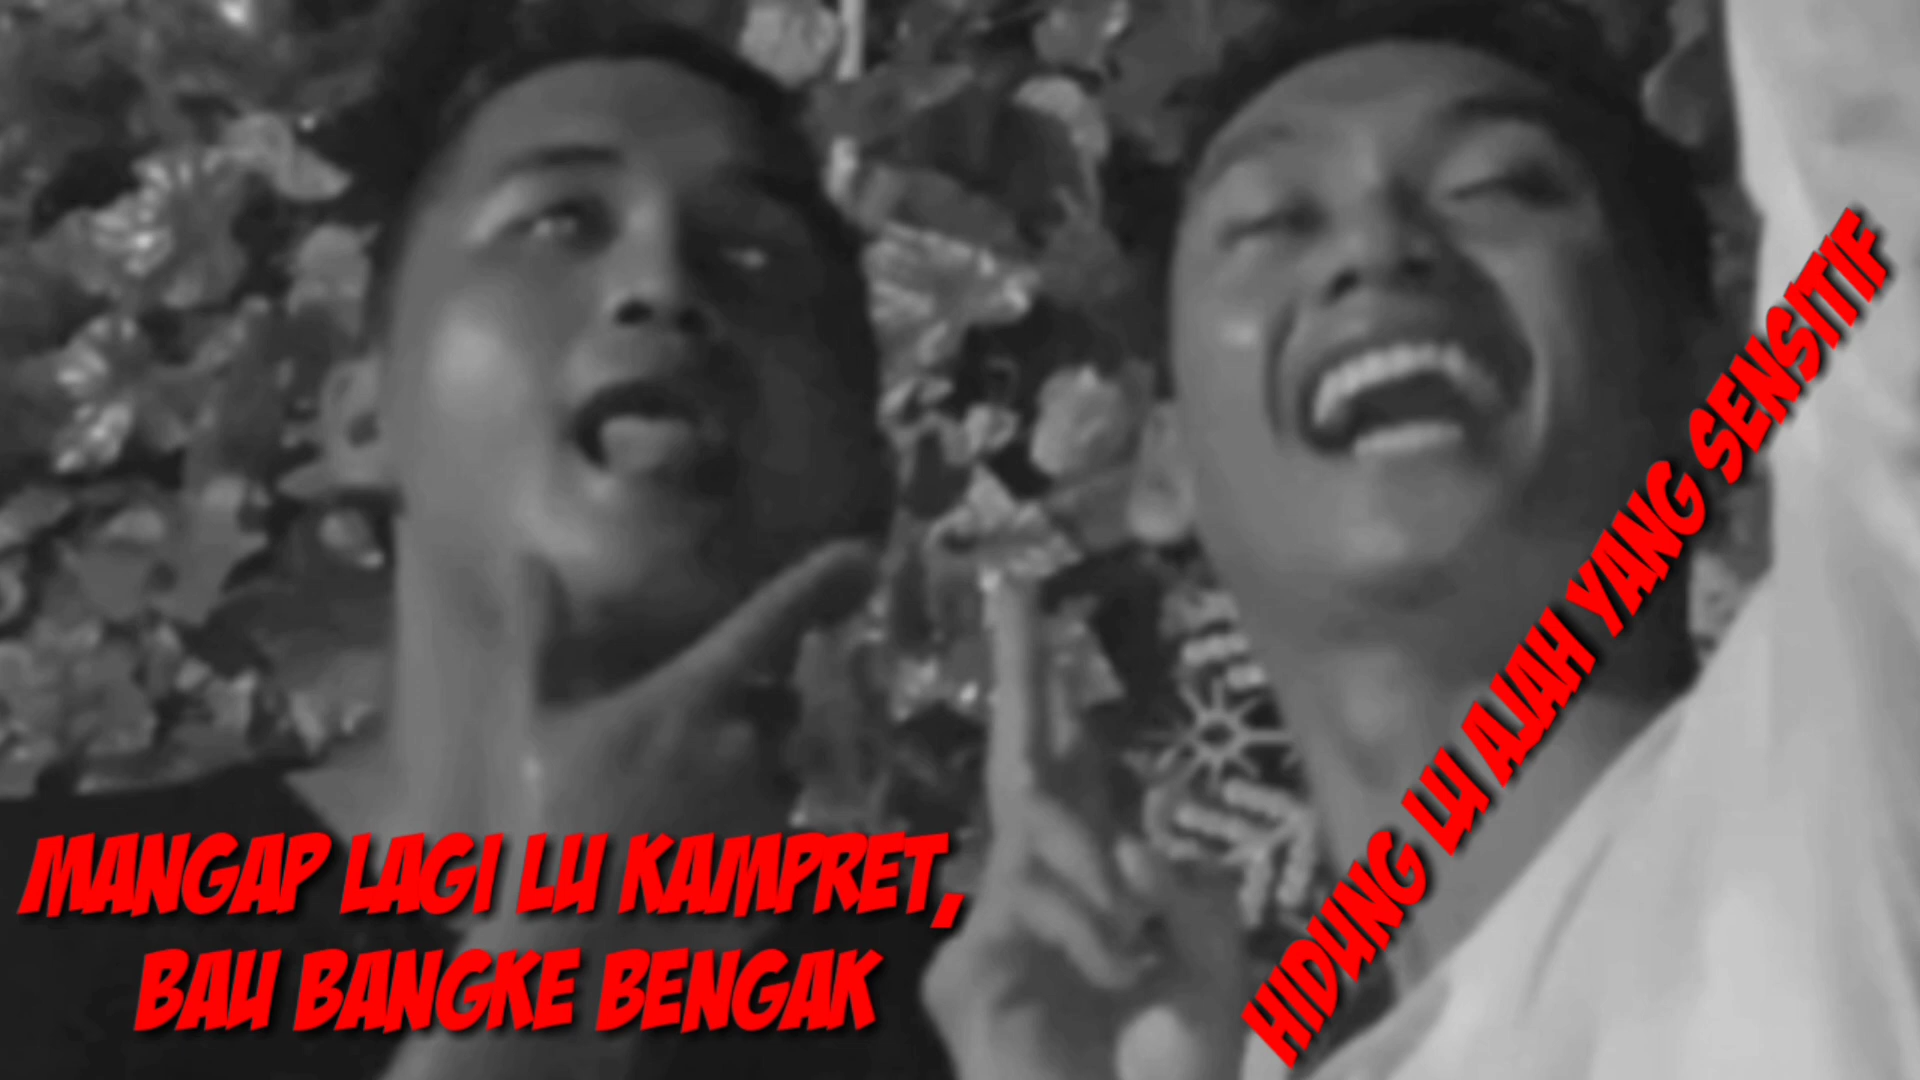 MANGAP LAGI LU KAMPRET,
BAU BANGKE BENGAK
HIDUNG LU AJAH YANG SENSITIF